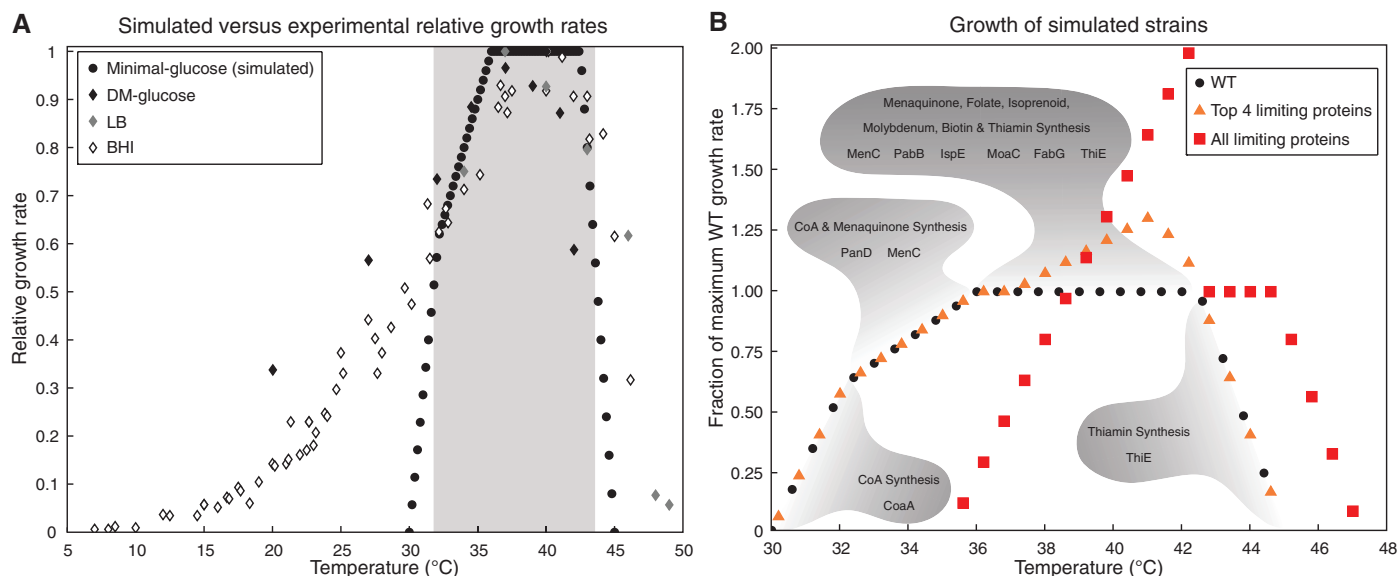 A
Simulated versus experimental relative growth rates
1
0.9
0.8
0.7
0.6
0.5
0.4
0.3
0.2
0.1
0
Relative growth rate
Minimal-glucose (simulated)
DM-glucose
LB
BHI
5 10 15 20 25 30 35 40 45 50
Temperature (°C)
B
Growth of simulated strains
2.00
1.75
1.50
1.25
1.00
0.75
0.50
0.25
0
Fraction of maximum WT growth rate
WT
Top 4 limiting proteins
All limiting proteins
Menaquinone, Folate, Isoprenoid,
Molybdenum, Biotin & Thiamin Synthesis
MenC PabB IspE MoaC FabG ThiE
CoA & Menaquinone Synthesis
PanD MenC
Thiamin Synthesis
ThiE
CoA Synthesis
CoaA
30 32 34 36 38 40 42 44 46 48
Temperature (°C)